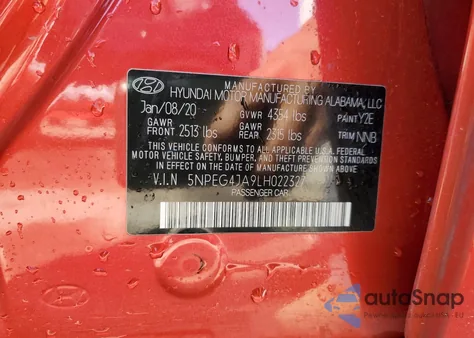 MANUFACTURED BY
HYUNDAI MOTOR MANUFACTURING ALABAMA, LLC
Jan/08/20 GVWR 4354 lbs PAINT Y2E
GAWR FRONT 2513 lbs GAWR REAR 2315 lbs TRIM NNB
THIS VEHICLE CONFORMS TO ALL APPLICABLE U.S.A. FEDERAL
MOTOR VEHICLE SAFETY, BUMPER, AND THEFT PREVENTION STANDARDS
IN EFFECT ON THE DATE OF MANUFACTURE SHOWN ABOVE.
V.I.N 5NPEG4JA9LH022327
PASSENGER CAR
autoSnap